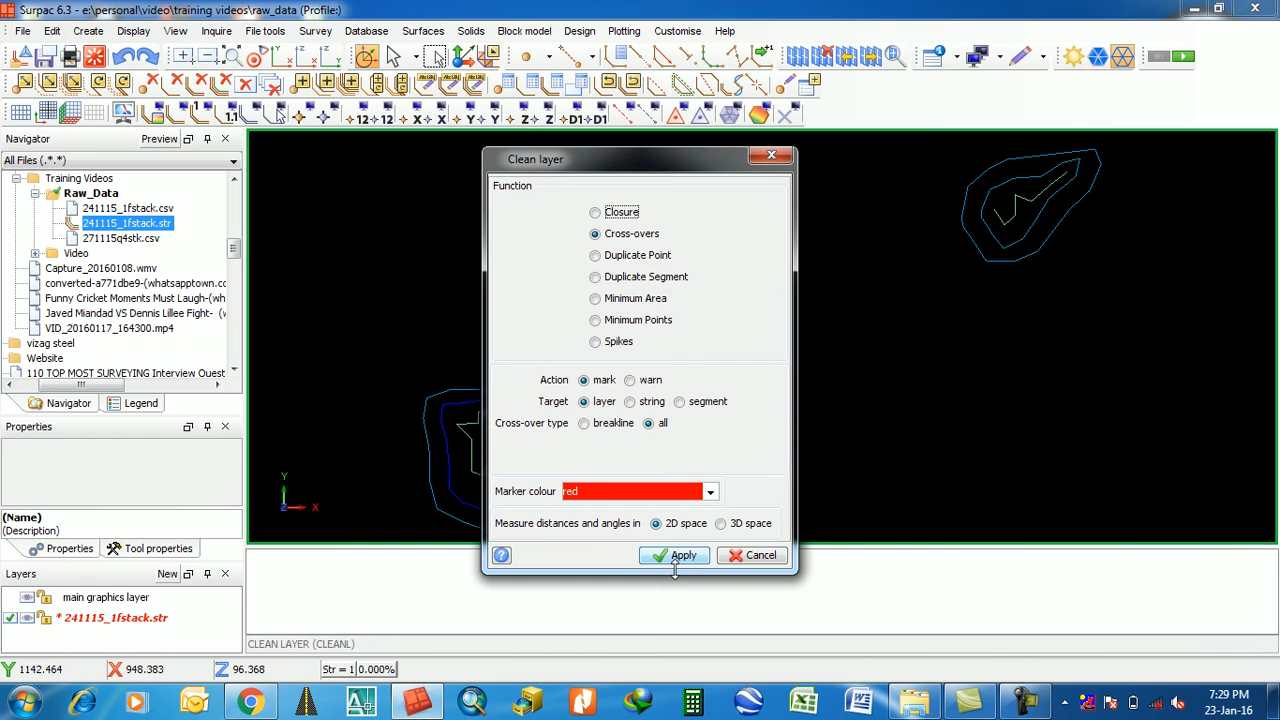 Surpac 6.3 - e:\personal\video\training videos\raw_data (Profile:)
File Edit Create Display View Inquire File tools Survey Database Surfaces Solids Block model Design Plotting Customise Help
Navigator Preview
All Files (.*.*)
Training Videos
Raw_Data
241115_1fstack.csv
241115_1fstack.str
271115q4stk.csv
Video
Capture_20160108.wmv
converted-a771dbe9-(whatsapptown.c
Funny Cricket Moments Must Laugh-(w
Javed Miandad VS Dennis Lillee Fight- (
VID_20160117_164300.mp4
vizag steel
Website
110 TOP MOST SURVEYING Interview Quest
Navigator Legend
Properties
(Name)
(Description)
Properties Tool properties
Layers New
main graphics layer
* 241115_1fstack.str
Clean layer
Function
Closure
Cross-overs
Duplicate Point
Duplicate Segment
Minimum Area
Minimum Points
Spikes
Action mark warn
Target layer string segment
Cross-over type breakline all
Marker colour red
Measure distances and angles in 2D space 3D space
Apply Cancel
Y
Z X
CLEAN LAYER (CLEANL)
Y 1142.464 X 948.383 Z 96.368 Str = 1 0.000%
7:29 PM
23-Jan-16